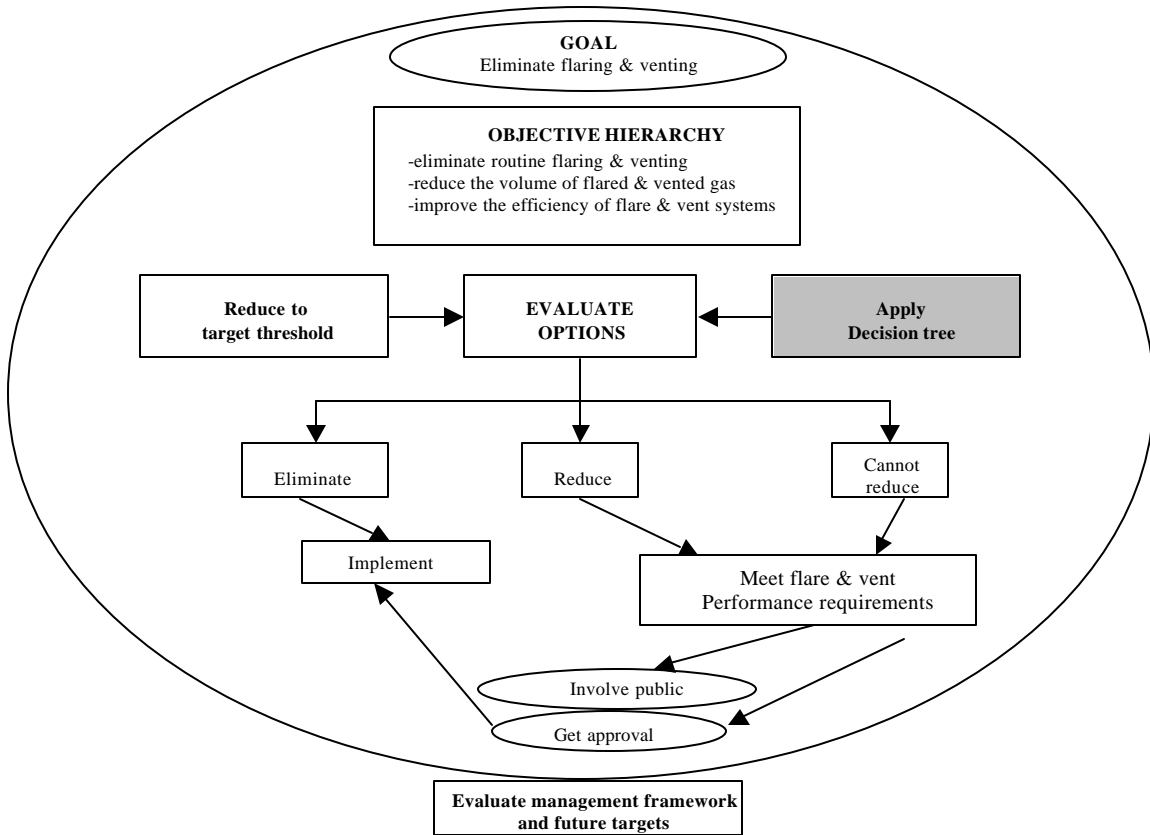 GOAL
Eliminate flaring & venting
OBJECTIVE HIERARCHY
-eliminate routine flaring & venting
-reduce the volume of flared & vented gas
-improve the efficiency of flare & vent systems
Reduce to
target threshold
EVALUATE
OPTIONS
Apply
Decision tree
Eliminate
Reduce
Cannot
reduce
Implement
Meet flare & vent
Performance requirements
Involve public
Get approval
Evaluate management framework
and future targets